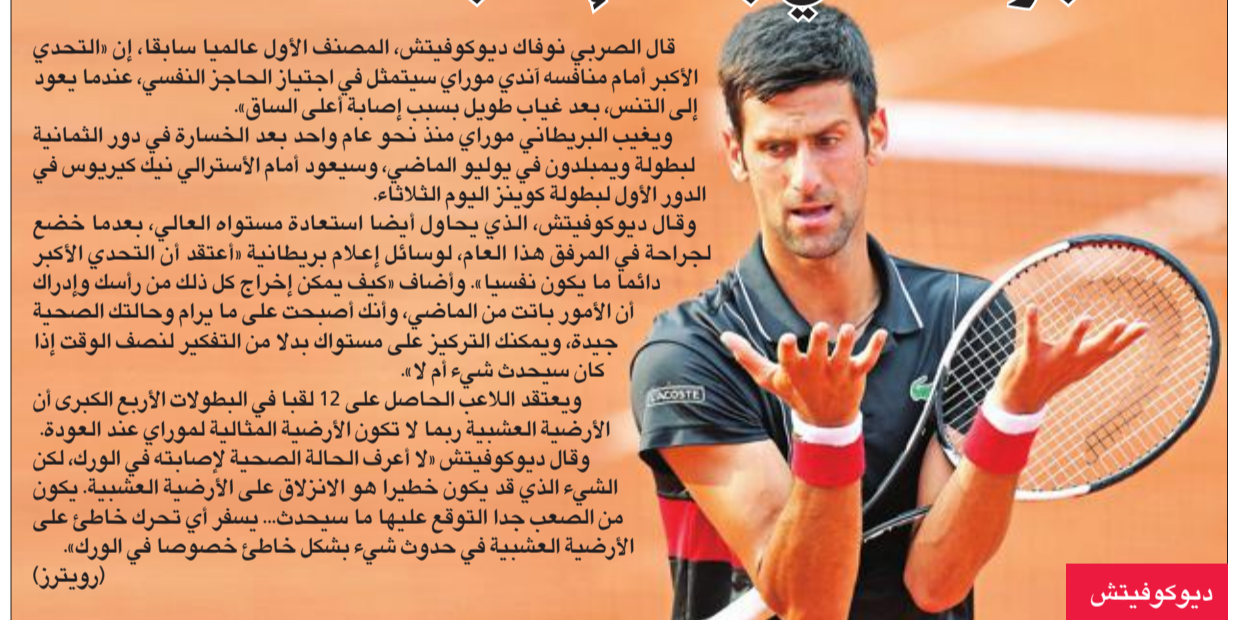 قال الصربي نوفاك ديوكوفيتش، المصنف الأول عالميا سابقا، إن «التحدي
الأكبر أمام منافسه آندي موراي سيتمثل في اجتياز الحاجز النفسي، عندما يعود
إلى التنس، بعد غياب طويل بسبب إصابة أعلى الساق».
ويغيب البريطاني موراي منذ نحو عام واحد بعد الخسارة في دور الثمانية
لبطولة ويمبلدون في يوليو الماضي، وسيعود أمام الأسترالي نيك كيريوس في
الدور الأول لبطولة كوينز اليوم الثلاثاء.
وقال ديوكوفيتش، الذي يحاول أيضا استعادة مستواه العالي، بعدما خضع
لجراحة في المرفق هذا العام، لوسائل إعلام بريطانية «أعتقد أن التحدي الأكبر
دائما ما يكون نفسيا». وأضاف «كيف يمكن إخراج كل ذلك من رأسك وإدراك
أن الأمور باتت من الماضي، وأنك أصبحت على ما يرام وحالتك الصحية
جيدة، ويمكنك التركيز على مستواك بدلا من التفكير لنصف الوقت إذا
كان سيحدث شيء أم لا».
ويعتقد اللاعب الحاصل على 12 لقبا في البطولات الأربع الكبرى أن
الأرضية العشبية ربما لا تكون الأرضية المثالية لموراي عند العودة.
وقال ديوكوفيتش «لا أعرف الحالة الصحية لإصابته في الورك، لكن
الشيء الذي قد يكون خطيرا هو الانزلاق على الأرضية العشبية. يكون
من الصعب جدا التوقع عليها ما سيحدث... يسفر أي تحرك خاطئ على
الأرضية العشبية في حدوث شيء بشكل خاطئ خصوصا في الورك».
(رويترز)
LACOSTE
ديوكوفيتش